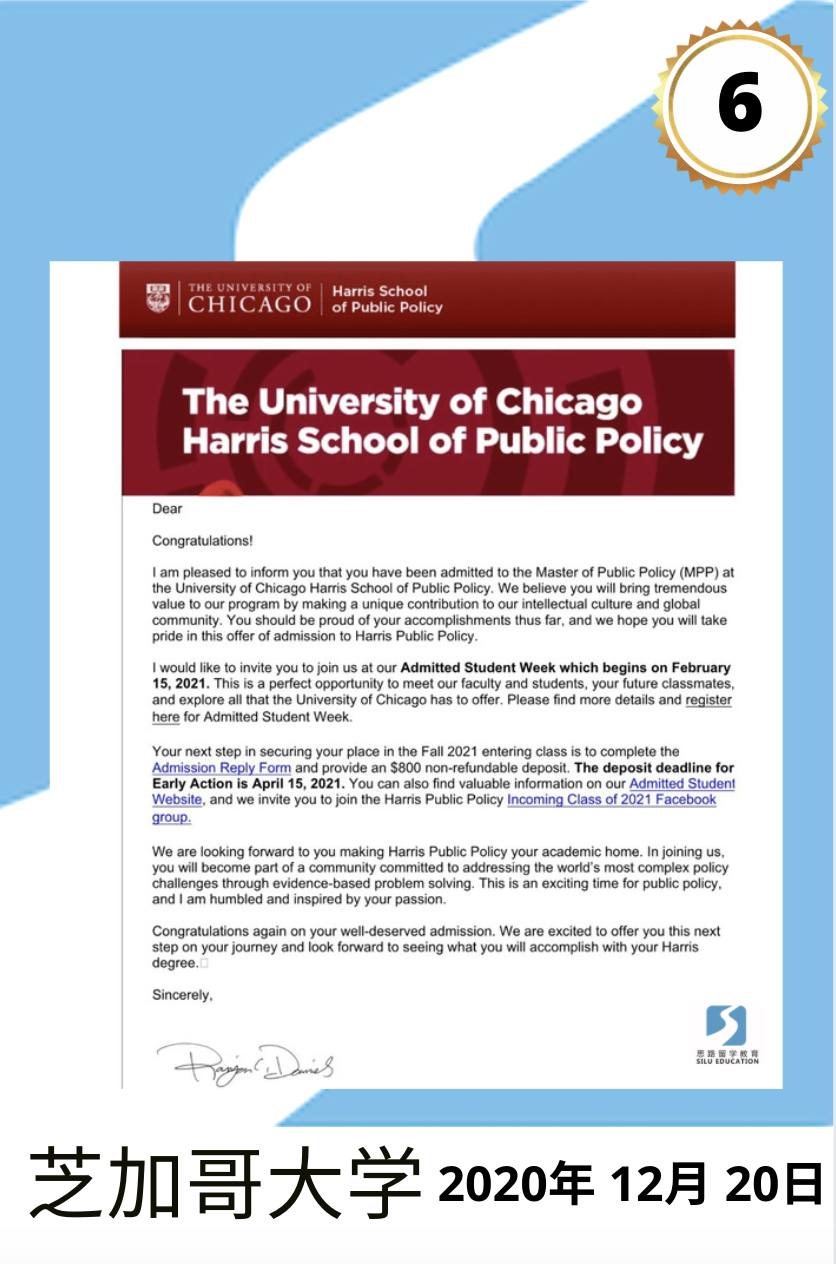 6
THE UNIVERSITY OF
CHICAGO
Harris School
of Public Policy
The University of Chicago
Harris School of Public Policy
Dear
Congratulations!
I am pleased to inform you that you have been admitted to the Master of Public Policy (MPP) at
the University of Chicago Harris School of Public Policy. We believe you will bring tremendous
value to our program by making a unique contribution to our intellectual culture and global
community. You should be proud of your accomplishments thus far, and we hope you will take
pride in this offer of admission to Harris Public Policy.
I would like to invite you to join us at our Admitted Student Week which begins on February
15, 2021. This is a perfect opportunity to meet our faculty and students, your future classmates,
and explore all that the University of Chicago has to offer. Please find more details and register
here for Admitted Student Week.
Your next step in securing your place in the Fall 2021 entering class is to complete the
Admission Reply Form and provide an $800 non-refundable deposit. The deposit deadline for
Early Action is April 15, 2021. You can also find valuable information on our Admitted Student
Website, and we invite you to join the Harris Public Policy Incoming Class of 2021 Facebook
group.
We are looking forward to you making Harris Public Policy your academic home. In joining us,
you will become part of a community committed to addressing the world's most complex policy
challenges through evidence-based problem solving. This is an exciting time for public policy,
and I am humbled and inspired by your passion.
Congratulations again on your well-deserved admission. We are excited to offer you this next
step on your journey and look forward to seeing what you will accomplish with your Harris
degree.
Sincerely,
思路留学教育
SILU EDUCATION
芝加哥大学 2020年 12月 20日